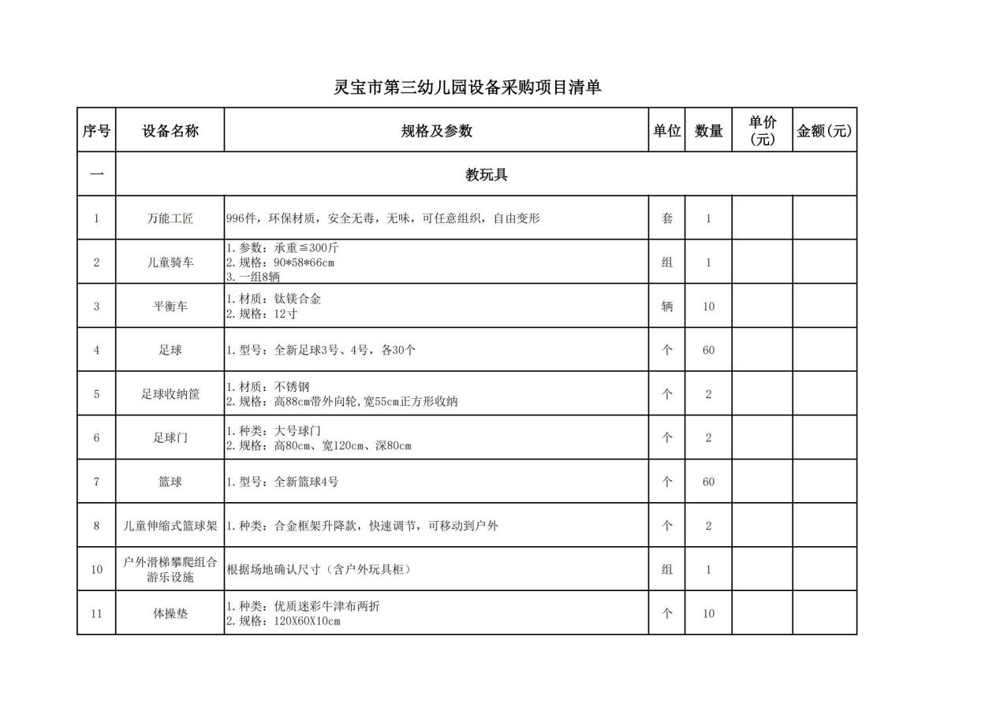 灵宝市第三幼儿园设备采购项目清单
序号 设备名称 规格及参数 单位 数量 单价(元) 金额(元)
一 教玩具
1 万能工匠 996件，环保材质，安全无毒，无味，可任意组织，自由变形 套 1
2 儿童骑车 1.参数：承重≦300斤
2.规格：90*58*66cm
3.一组8辆 组 1
3 平衡车 1.材质：钛镁合金
2.规格：12寸 辆 10
4 足球 1.型号：全新足球3号、4号，各30个 个 60
5 足球收纳筐 1.材质：不锈钢
2.规格：高88cm带外向轮,宽55cm正方形收纳 个 2
6 足球门 1.种类：大号球门
2.规格：高80cm、宽120cm、深80cm 个 2
7 篮球 1.型号：全新篮球4号 个 60
8 儿童伸缩式篮球架 1.种类：合金框架升降款，快速调节，可移动到户外 个 2
10 户外滑梯攀爬组合
游乐设施 根据场地确认尺寸（含户外玩具柜） 组 1
11 体操垫 1.种类：优质迷彩牛津布两折
2.规格：120X60X10cm 个 10